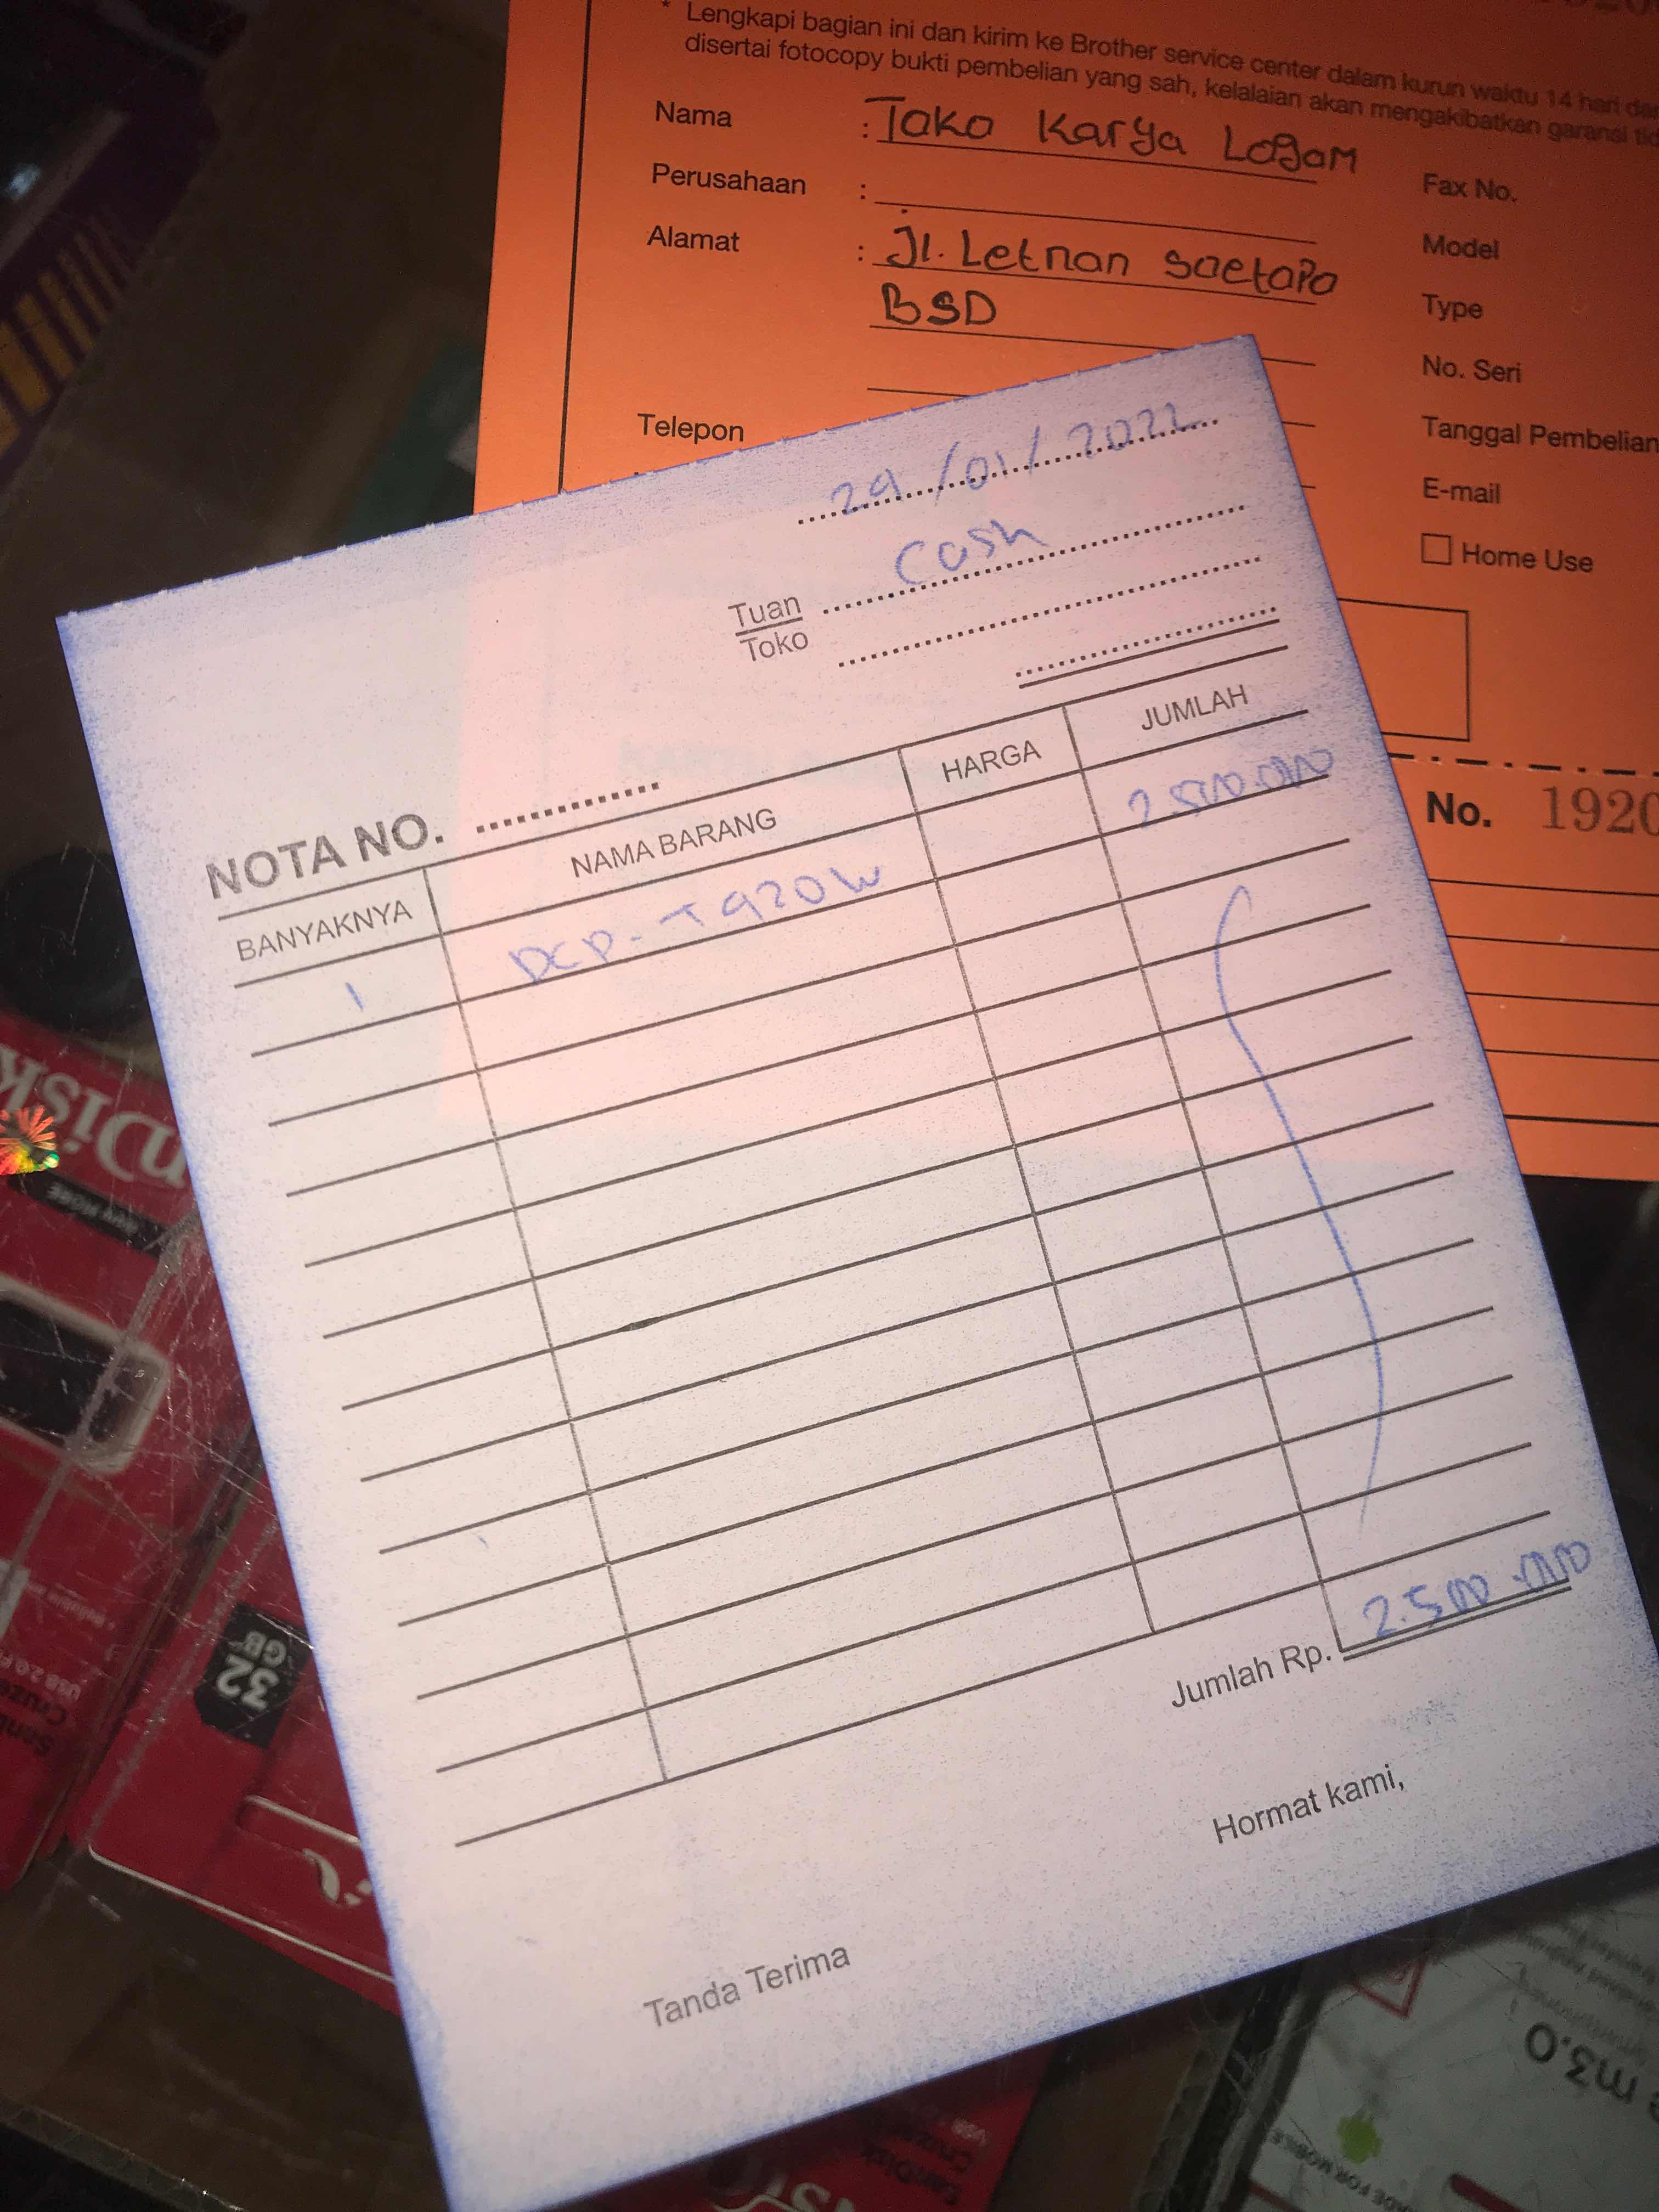 * Lengkapi bagian ini dan kirim ke Brother service center dalam kurun waktu 14 hari
disertai fotocopy bukti pembelian yang sah, kelalaian akan mengakibatkan garansi
Nama : Toko Karya Logam
Perusahaan :
Alamat : Jl. Letnan Soetopo
BSD
Telepon
Fax No.
Model
Type
No. Seri
Tanggal Pembelian
E-mail
Home Use
No. 1920
29/01/2022
Tuan Cash
Toko
NOTA NO.
BANYAKNYA NAMA BARANG HARGA JUMLAH
1 DCP-T920W 2.500.000
Jumlah Rp. 2.500.000
Tanda Terima Hormat kami,
32
GB
m3.0